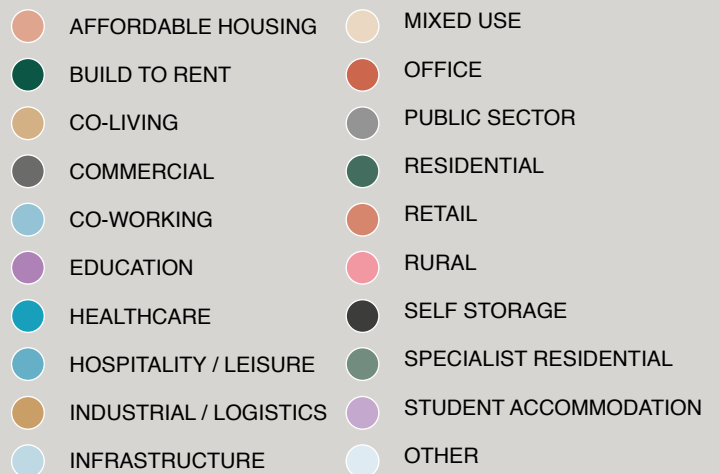 AFFORDABLE HOUSING
BUILD TO RENT
CO-LIVING
COMMERCIAL
CO-WORKING
EDUCATION
HEALTHCARE
HOSPITALITY / LEISURE
INDUSTRIAL / LOGISTICS
INFRASTRUCTURE
MIXED USE
OFFICE
PUBLIC SECTOR
RESIDENTIAL
RETAIL
RURAL
SELF STORAGE
SPECIALIST RESIDENTIAL
STUDENT ACCOMMODATION
OTHER